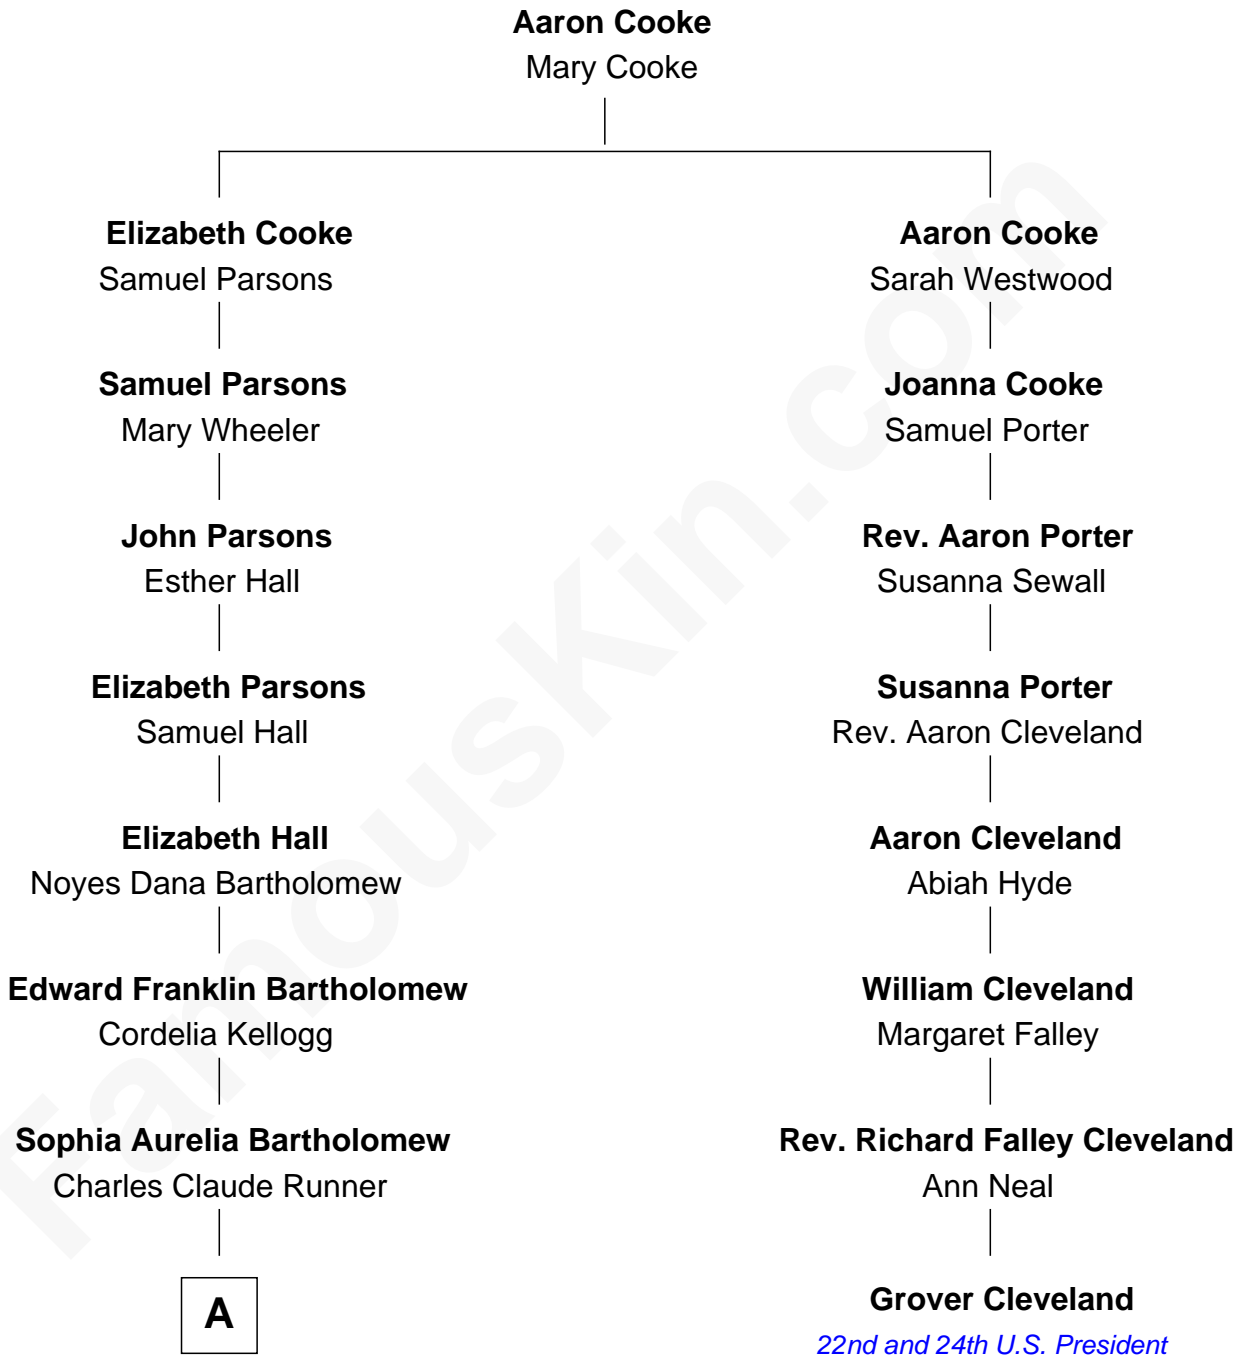 Aaron Cooke
Mary Cooke
Elizabeth Cooke
Samuel Parsons
Aaron Cooke
Sarah Westwood
Samuel Parsons
Mary Wheeler
Joanna Cooke
Samuel Porter
John Parsons
Esther Hall
Rev. Aaron Porter
Susanna Sewall
Elizabeth Parsons
Samuel Hall
Susanna Porter
Rev. Aaron Cleveland
Elizabeth Hall
Noyes Dana Bartholomew
Aaron Cleveland
Abiah Hyde
Edward Franklin Bartholomew
Cordelia Kellogg
William Cleveland
Margaret Falley
Sophia Aurelia Bartholomew
Charles Claude Runner
Rev. Richard Falley Cleveland
Ann Neal
A
Grover Cleveland
22nd and 24th U.S. President
FamousKin.com